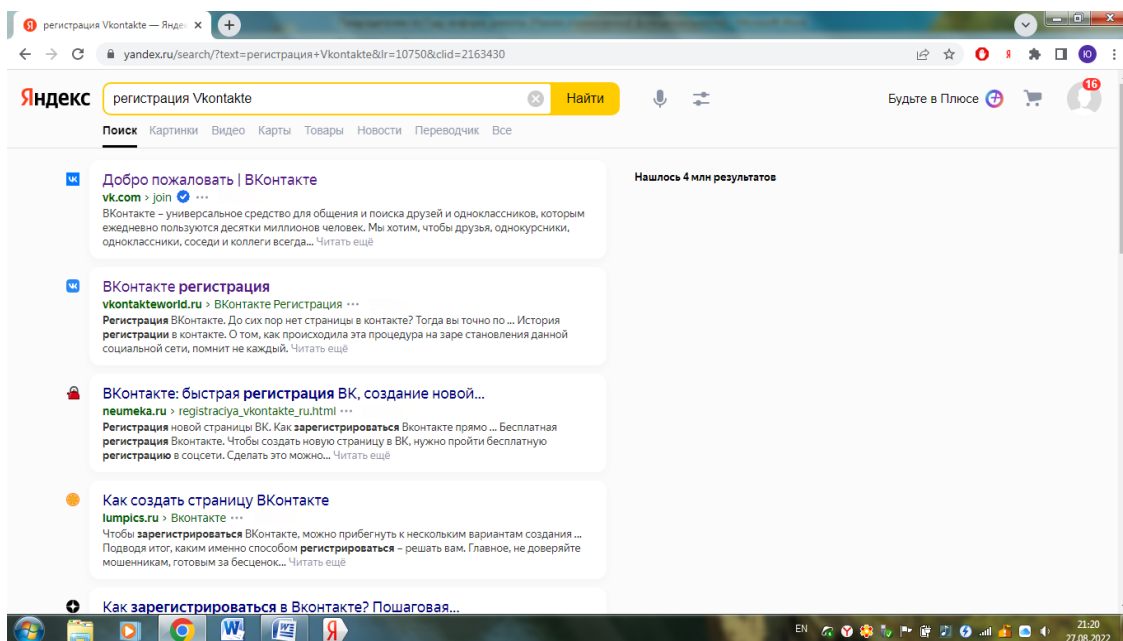 регистрация Vkontakte — Яндек
yandex.ru/search/?text=регистрация+Vkontakte&lr=10750&clid=2163430
Яндекс
регистрация Vkontakte
Найти
Будьте в Плюсе
16
Поиск Картинки Видео Карты Товары Новости Переводчик Все
Добро пожаловать | ВКонтакте
vk.com › join
ВКонтакте – универсальное средство для общения и поиска друзей и одноклассников, которым
ежедневно пользуются десятки миллионов человек. Мы хотим, чтобы друзья, однокурсники,
одноклассники, соседи и коллеги всегда... Читать ещё
Нашлось 4 млн результатов
ВКонтакте регистрация
vkontakteworld.ru › ВКонтакте Регистрация
Регистрация ВКонтакте. До сих пор нет страницы в контакте? Тогда вы точно по ... История
регистрации в контакте. О том, как происходила эта процедура на заре становления данной
социальной сети, помнит не каждый. Читать ещё
ВКонтакте: быстрая регистрация ВК, создание новой...
neumeka.ru › registraciya_vkontakte_ru.html
Регистрация новой страницы ВК. Как зарегистрироваться Вконтакте прямо ... Бесплатная
регистрация Вконтакте. Чтобы создать новую страницу в ВК, нужно пройти бесплатную
регистрацию в соцсети. Сделать это можно... Читать ещё
Как создать страницу ВКонтакте
lumpics.ru › Вконтакте
Чтобы зарегистрироваться ВКонтакте, можно прибегнуть к нескольким вариантам создания ...
Подводя итог, каким именно способом регистрироваться – решать вам. Главное, не доверяйте
мошенникам, готовым за бесценок... Читать ещё
Как зарегистрироваться в Вконтакте? Пошаговая...
EN
21:20
27.08.2022